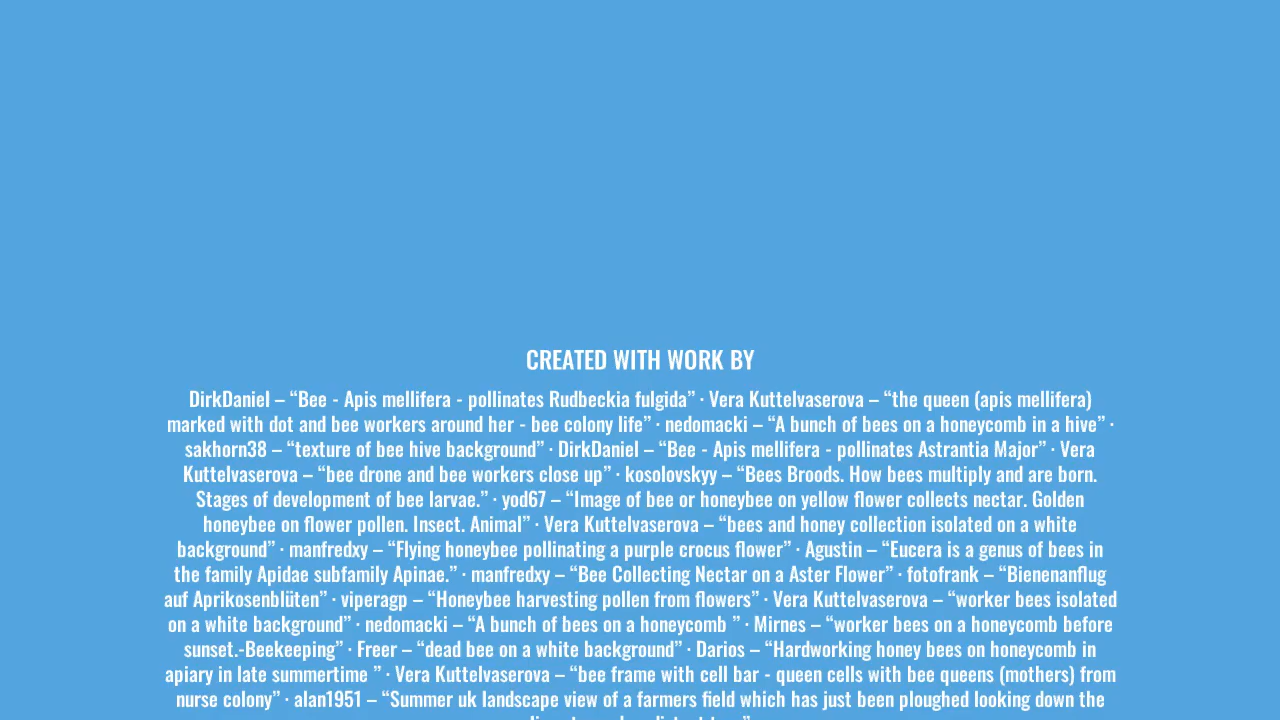 CREATED WITH WORK BY
DirkDaniel – “Bee - Apis mellifera - pollinates Rudbeckia fulgida” · Vera Kuttelvaserova – “the queen (apis mellifera)
marked with dot and bee workers around her - bee colony life” · nedomacki – “A bunch of bees on a honeycomb in a hive” ·
sakhorn38 – “texture of bee hive background” · DirkDaniel – “Bee - Apis mellifera - pollinates Astrantia Major” · Vera
Kuttelvaserova – “bee drone and bee workers close up” · kosolovskyy – “Bees Broods. How bees multiply and are born.
Stages of development of bee larvae.” · yod67 – “Image of bee or honeybee on yellow flower collects nectar. Golden
honeybee on flower pollen. Insect. Animal” · Vera Kuttelvaserova – “bees and honey collection isolated on a white
background” · manfredxy – “Flying honeybee pollinating a purple crocus flower” · Agustin – “Eucera is a genus of bees in
the family Apidae subfamily Apinae.” · manfredxy – “Bee Collecting Nectar on a Aster Flower” · fotofrank – “Bienenanflug
auf Aprikosenblüten” · viperagp – “Honeybee harvesting pollen from flowers” · Vera Kuttelvaserova – “worker bees isolated
on a white background” · nedomacki – “A bunch of bees on a honeycomb ” · Mirnes – “worker bees on a honeycomb before
sunset.-Beekeeping” · Freer – “dead bee on a white background” · Darios – “Hardworking honey bees on honeycomb in
apiary in late summertime ” · Vera Kuttelvaserova – “bee frame with cell bar - queen cells with bee queens (mothers) from
nurse colony” · alan1951 – “Summer uk landscape view of a farmers field which has just been ploughed looking down the